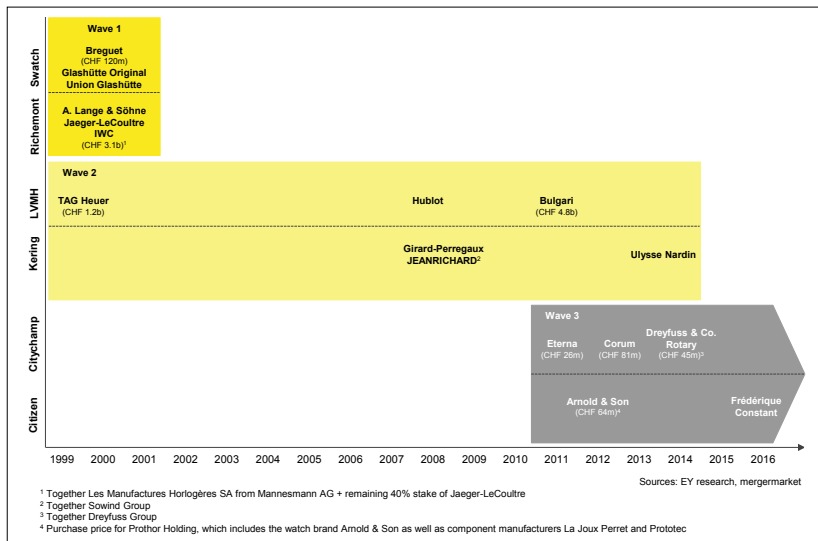 Swatch
Wave 1
Breguet
(CHF 120m)
Glashütte Original
Union Glashütte
Richemont
A. Lange & Söhne
Jaeger-LeCoultre
IWC
(CHF 3.1b)¹
LVMH
Wave 2
TAG Heuer
(CHF 1.2b)
Hublot
Bulgari
(CHF 4.8b)
Kering
Girard-Perregaux
JEANRICHARD²
Ulysse Nardin
Citychamp
Wave 3
Eterna
(CHF 26m)
Corum
(CHF 81m)
Dreyfuss & Co.
Rotary
(CHF 45m)³
Citizen
Arnold & Son
(CHF 64m)⁴
Frédérique
Constant
1999 2000 2001 2002 2003 2004 2005 2006 2007 2008 2009 2010 2011 2012 2013 2014 2015 2016
Sources: EY research, mergermarket
¹ Together Les Manufactures Horlogères SA from Mannesmann AG + remaining 40% stake of Jaeger-LeCoultre
² Together Sowind Group
³ Together Dreyfuss Group
⁴ Purchase price for Prothor Holding, which includes the watch brand Arnold & Son as well as component manufacturers La Joux Perret and Prototec